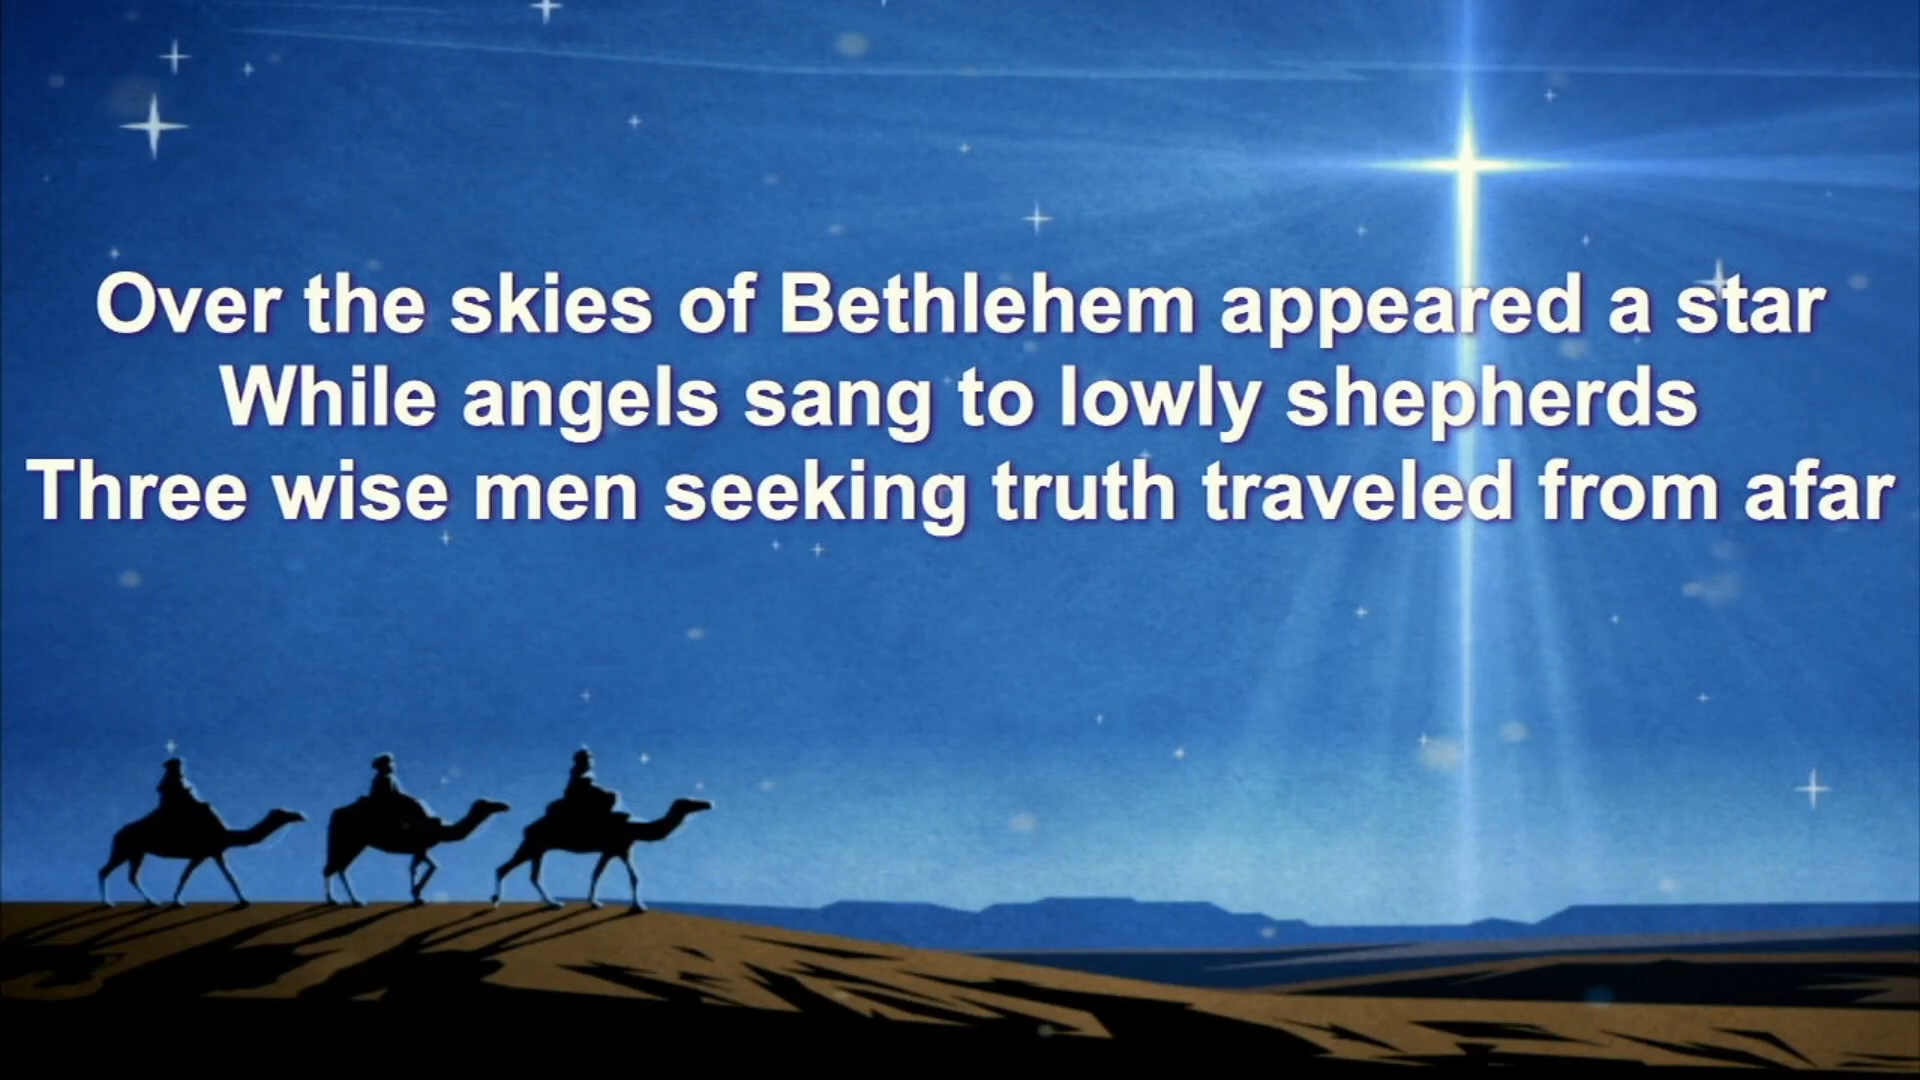 Over the skies of Bethlehem appeared a star
While angels sang to lowly shepherds
Three wise men seeking truth traveled from afar